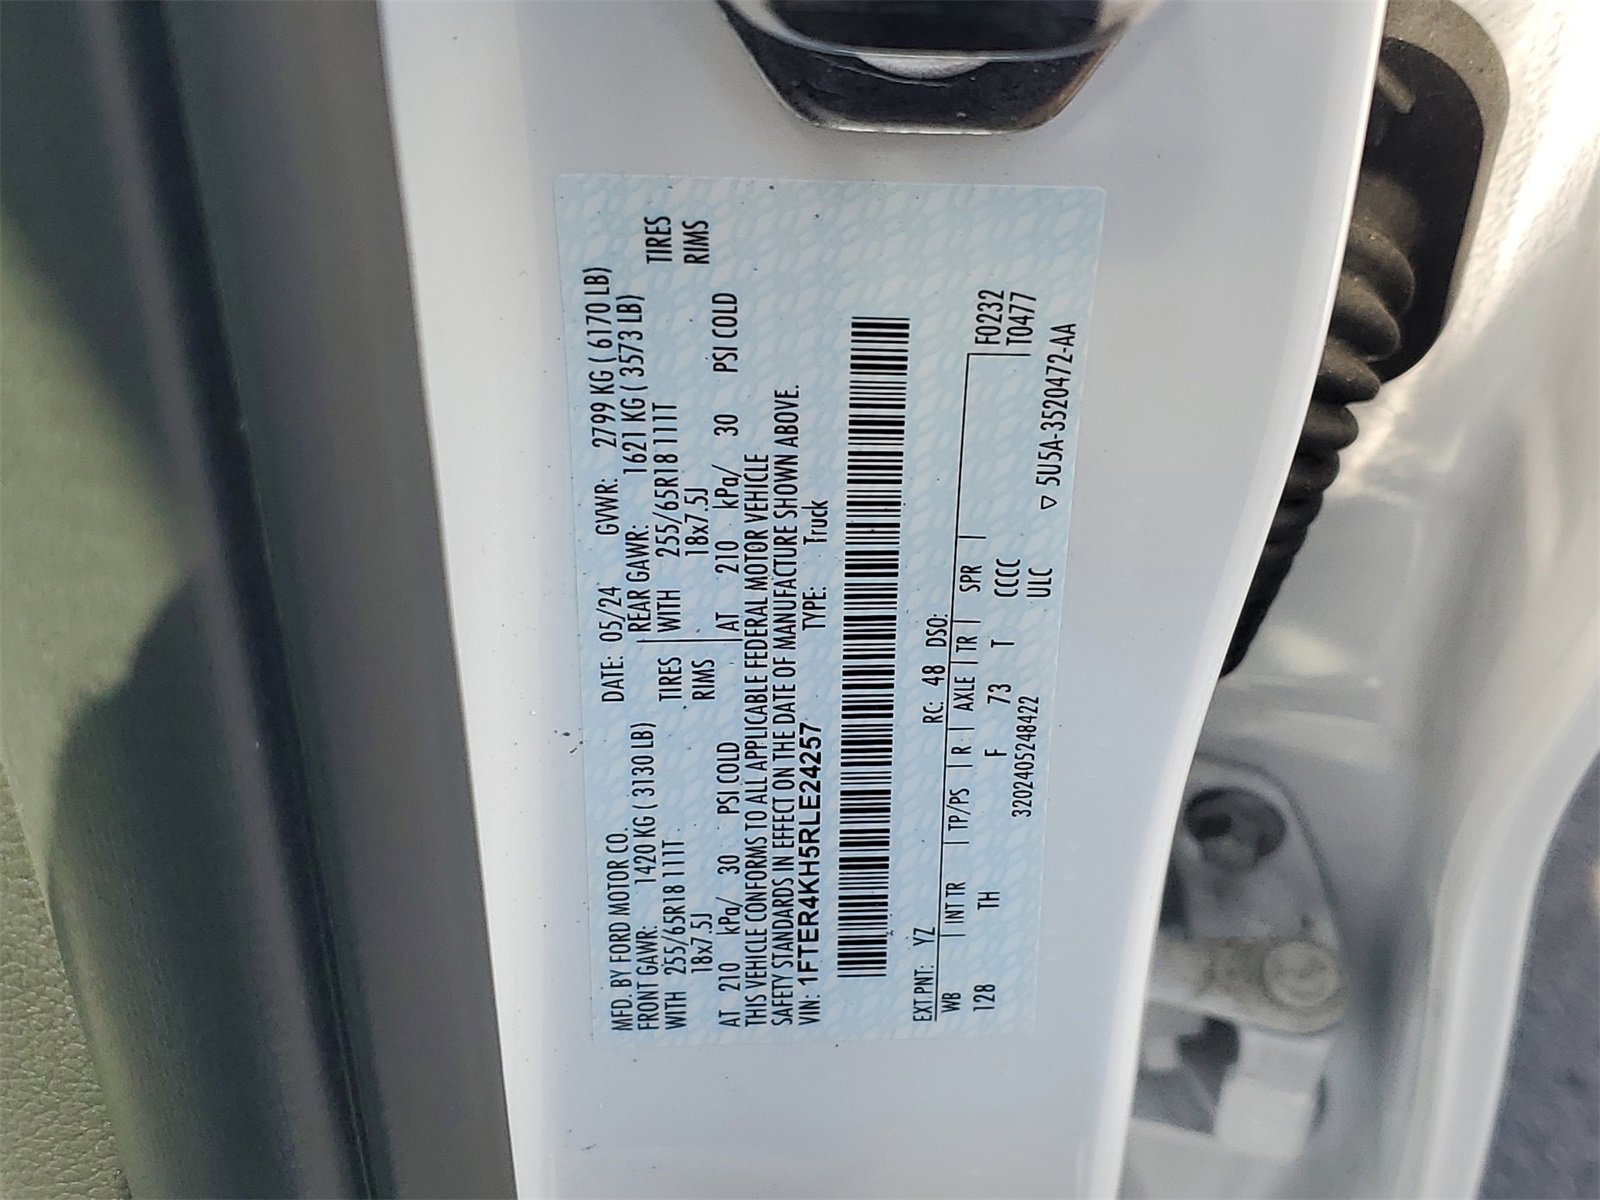 MFD. BY FORD MOTOR CO. DATE: 05/24 GVWR: 2799 KG ( 6170 LB)
FRONT GAWR: 1420 KG ( 3130 LB) REAR GAWR: 1621 KG ( 3573 LB)
WITH 255/65R18 111T TIRES WITH 255/65R18 111T TIRES
18x7.5J RIMS 18x7.5J RIMS
AT 210 kPa/ 30 PSI COLD AT 210 kPa/ 30 PSI COLD
THIS VEHICLE CONFORMS TO ALL APPLICABLE FEDERAL MOTOR VEHICLE
SAFETY STANDARDS IN EFFECT ON THE DATE OF MANUFACTURE SHOWN ABOVE.
VIN: 1FTER4KH5RLE24257 TYPE: Truck
EXT PNT: YZ RC: 48 DSO:
WB INT TR TP/PS R AXLE TR SPR F0232
128 TH F 73 T CCCC T0477
3202405248422 ULC ▽ 5U5A-3520472-AA